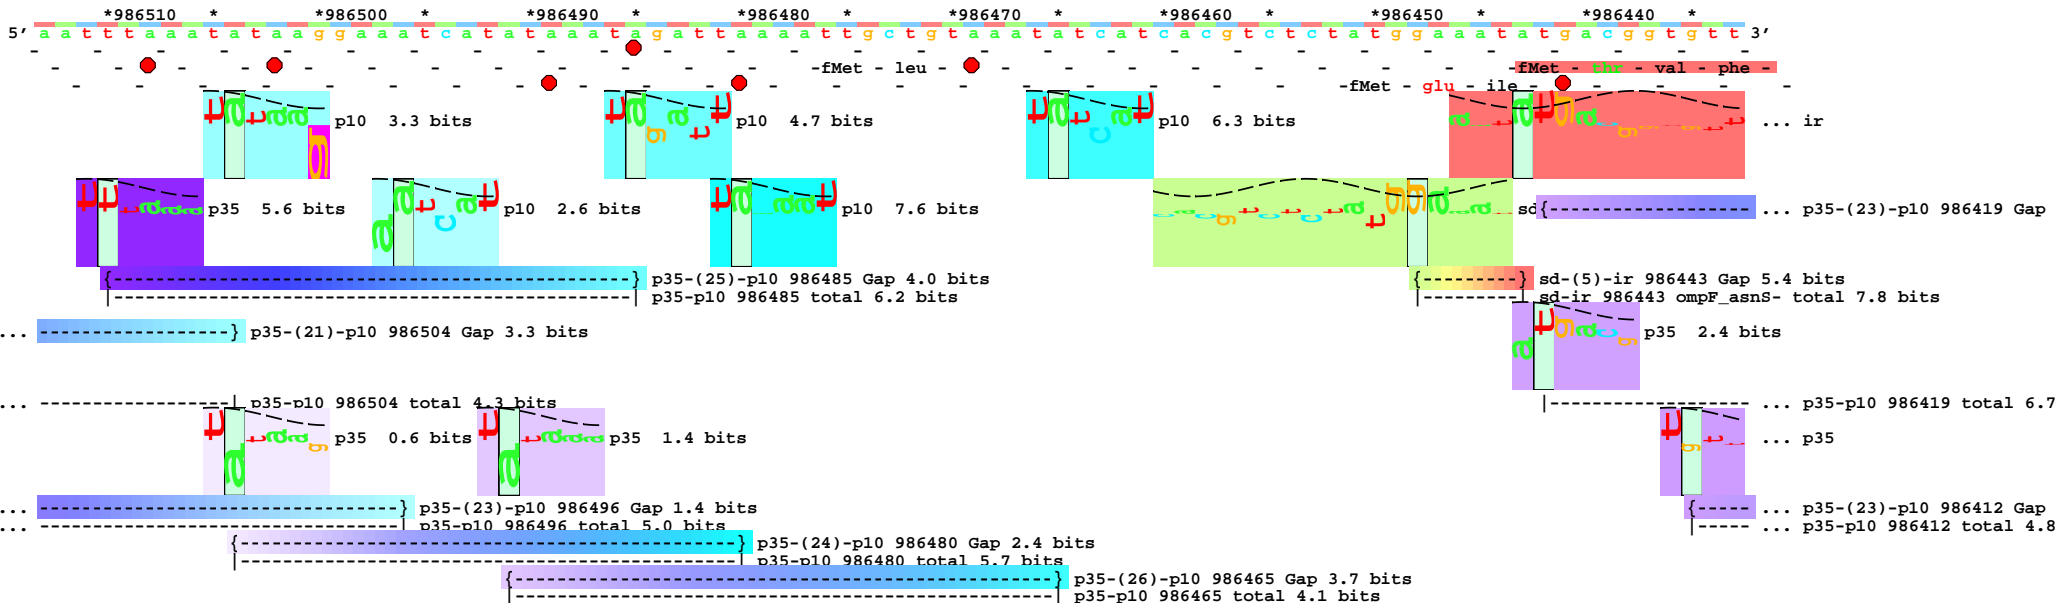 *986510 * *986500 * *986490 * *986480 * *986470 * *986460 * *986450 * *986440 *
5' a a t t t a a a t a t a a g g a a a t c a t a t a a a t a g a t t a a a a t t g c t g t a a a t a t c a t c a c g t c t c t a t g g a a a t a t g a c g g t g t t 3'
-fMet - leu -
-fMet - thr - val - phe -
-fMet - glu - ile -
p10 3.3 bits
p10 4.7 bits
p10 6.3 bits
... ir
p35 5.6 bits
p10 2.6 bits
p10 7.6 bits
sd
... p35-(23)-p10 986419 Gap
p35-(25)-p10 986485 Gap 4.0 bits
sd-(5)-ir 986443 Gap 5.4 bits
p35-p10 986485 total 6.2 bits
sd-ir 986443 ompF_asnS- total 7.8 bits
... p35-(21)-p10 986504 Gap 3.3 bits
p35 2.4 bits
... p35-p10 986504 total 4.3 bits
... p35-p10 986419 total 6.7
p35 0.6 bits
p35 1.4 bits
... p35
... p35-(23)-p10 986496 Gap 1.4 bits
... p35-(23)-p10 986412 Gap
... p35-p10 986496 total 5.0 bits
... p35-p10 986412 total 4.8
p35-(24)-p10 986480 Gap 2.4 bits
p35-p10 986480 total 5.7 bits
p35-(26)-p10 986465 Gap 3.7 bits
p35-p10 986465 total 4.1 bits